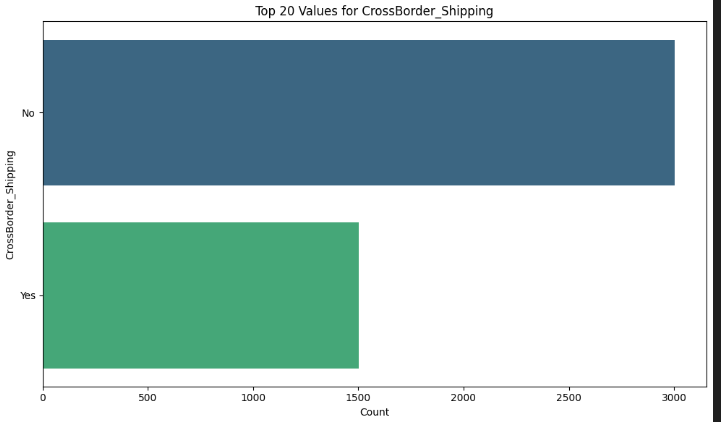 Top 20 Values for CrossBorder_Shipping
CrossBorder_Shipping
No
Yes
0 500 1000 1500 2000 2500 3000
Count